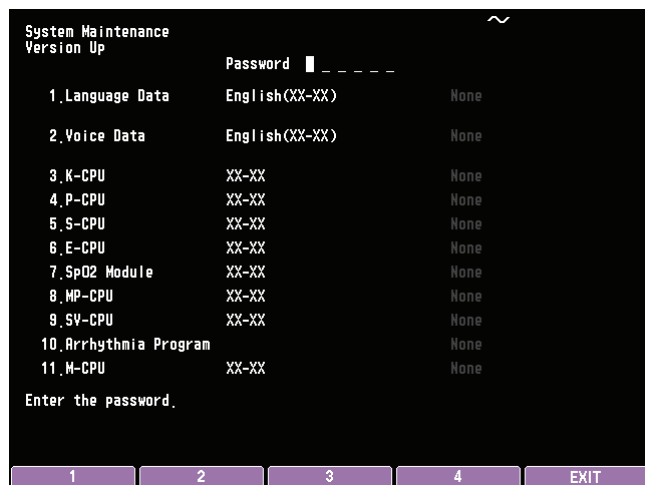 System Maintenance
Version Up
Password _ _ _ _ _
1.Language Data English(XX-XX) None
2.Voice Data English(XX-XX) None
3.K-CPU XX-XX None
4.P-CPU XX-XX None
5.S-CPU XX-XX None
6.E-CPU XX-XX None
7.SpO2 Module XX-XX None
8.MP-CPU XX-XX None
9.SV-CPU XX-XX None
10.Arrhythmia Program None
11.M-CPU XX-XX None
Enter the password.
1 2 3 4 EXIT